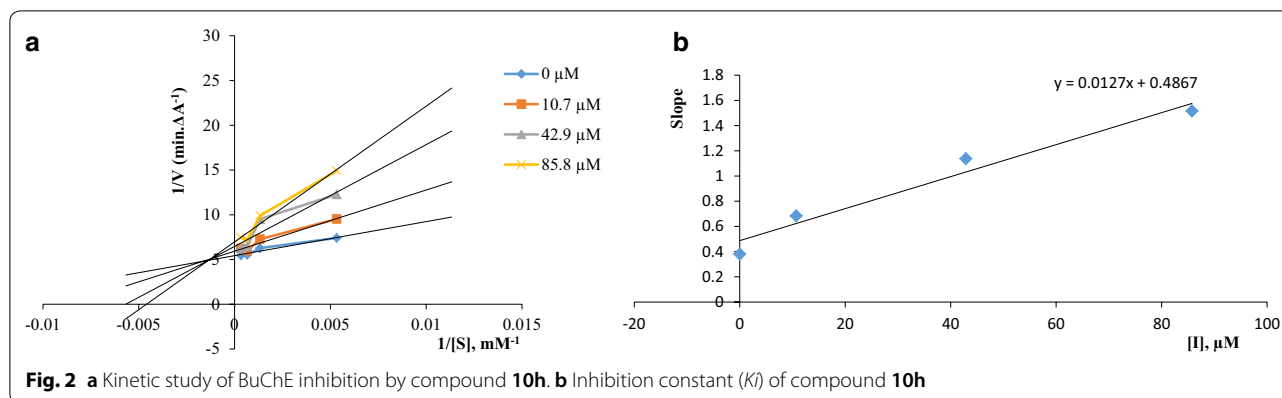 a
30
25
20
15
10
5
0
-5
-0.01
-0.005
0
0.005
0.01
0.015
1/V (min.ΔA⁻¹)
1/[S], mM⁻¹
0 µM
10.7 µM
42.9 µM
85.8 µM
b
1.8
1.6
1.4
1.2
1
0.8
0.6
0.4
0.2
0
-20
0
20
40
60
80
100
Slope
[I], µM
y = 0.0127x + 0.4867
Fig. 2 a Kinetic study of BuChE inhibition by compound 10h. b Inhibition constant (Ki) of compound 10h